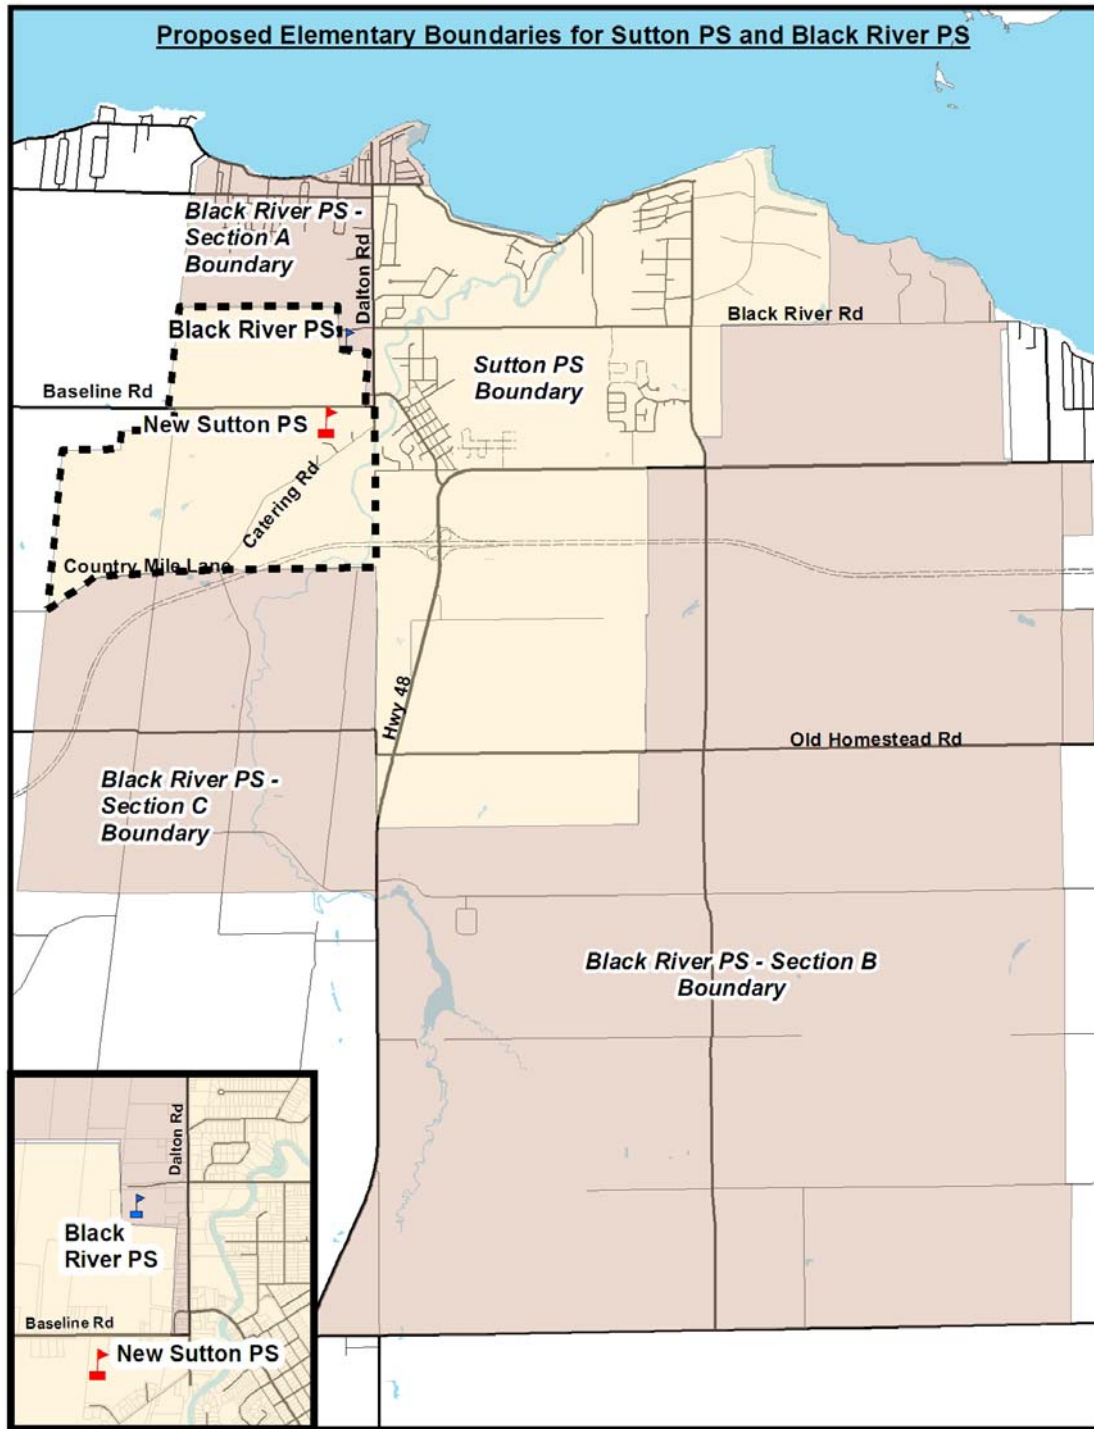 Proposed Elementary Boundaries for Sutton PS and Black River PS
Black River PS -
Section A
Boundary
Dalton Rd
Black River PS
Black River Rd
Sutton PS
Boundary
Baseline Rd
New Sutton PS
Catering Rd
Country Mile Lane
Hwy 48
Old Homestead Rd
Black River PS -
Section C
Boundary
Black River PS - Section B
Boundary
Dalton Rd
Black
River PS
Baseline Rd
New Sutton PS